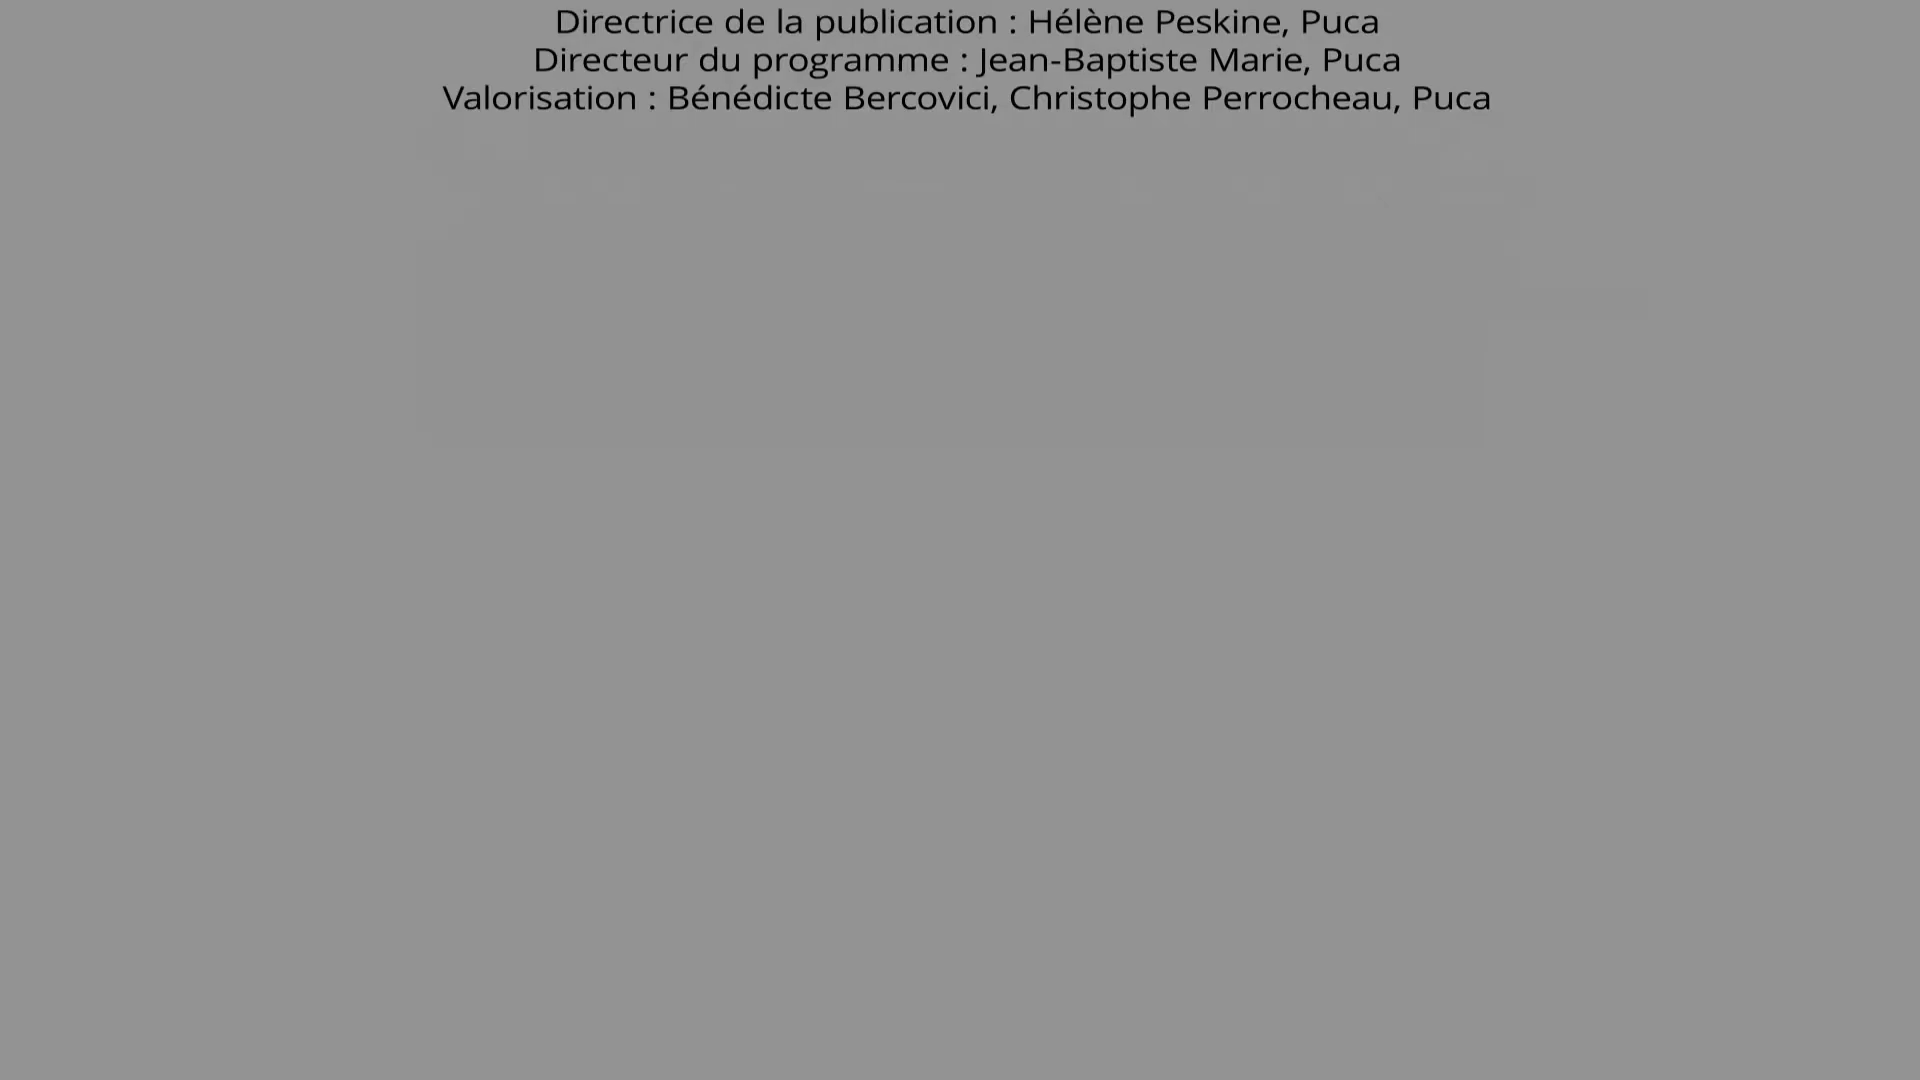 Directrice de la publication : Hélène Peskine, Puca
Directeur du programme : Jean-Baptiste Marie, Puca
Valorisation : Bénédicte Bercovici, Christophe Perrocheau, Puca